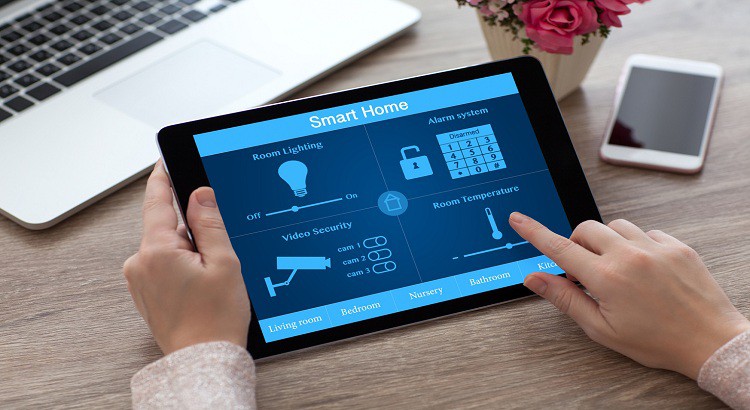 Smart Home
Room Lighting
Off
On
Alarm system
Disarmed
1 2 3
4 5 6
7 8 9
* 0 #
Video Security
cam 1
cam 2
cam 3
Room Temperature
Living room
Bedroom
Nursery
Bathroom